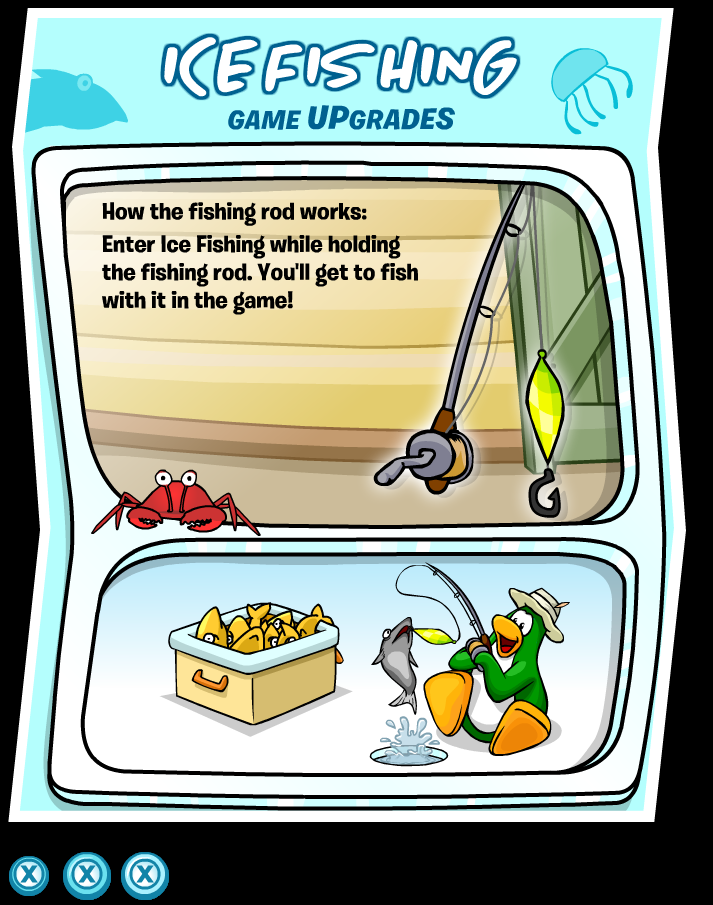 ICE FISHING
GAME UPGRADES
How the fishing rod works:
Enter Ice Fishing while holding
the fishing rod. You'll get to fish
with it in the game!
X X X